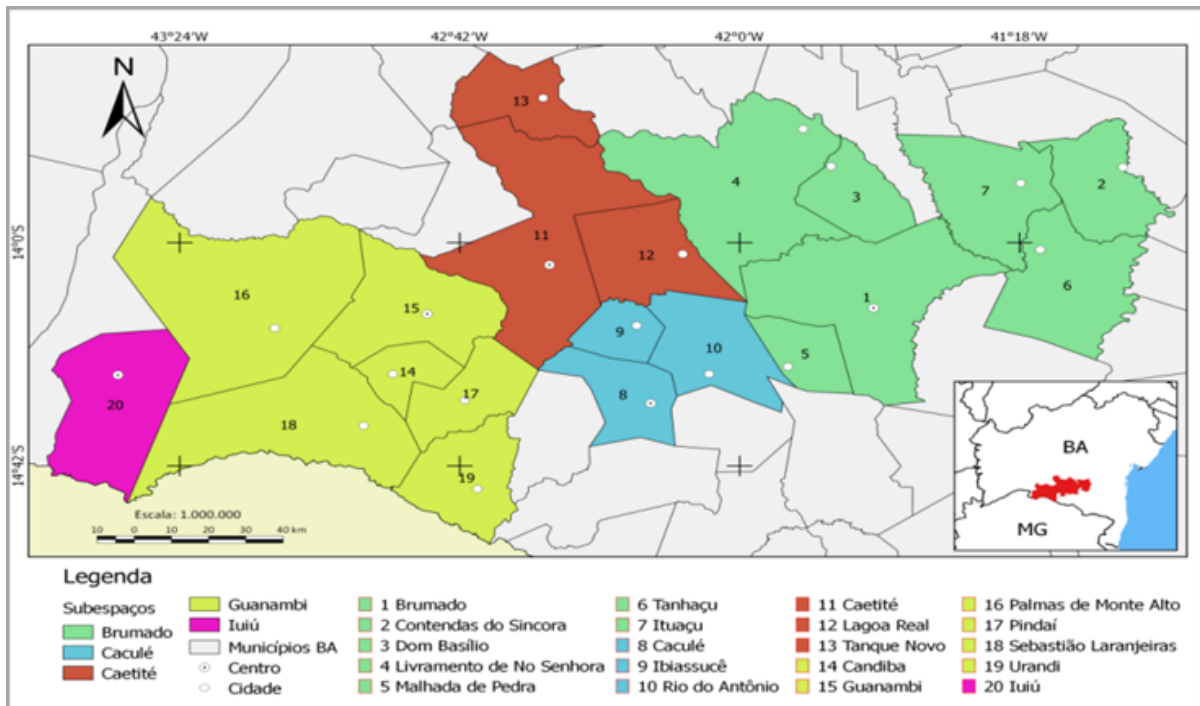 43°24'W 42°42'W 42°0'W 41°18'W
N
13
4
3
7
2
14°0'S
11
12
16
15
1
6
9
10
5
14
17
8
20
18
14°42'S
19
Escala: 1.000.000
10 0 10 20 30 40 km
BA
MG
Legenda
Subespaços
Brumado
Caculé
Caetité
Guanambi
Iuiú
Municípios BA
Centro
Cidade
1 Brumado
2 Contendas do Sincora
3 Dom Basílio
4 Livramento de No Senhora
5 Malhada de Pedra
6 Tanhaçu
7 Ituaçu
8 Caculé
9 Ibiassucê
10 Rio do Antônio
11 Caetité
12 Lagoa Real
13 Tanque Novo
14 Candiba
15 Guanambi
16 Palmas de Monte Alto
17 Pindaí
18 Sebastião Laranjeiras
19 Urandi
20 Iuiú